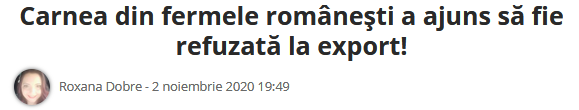 Carnea din fermele românești a ajuns să fie
refuzată la export!
Roxana Dobre - 2 noiembrie 2020 19:49